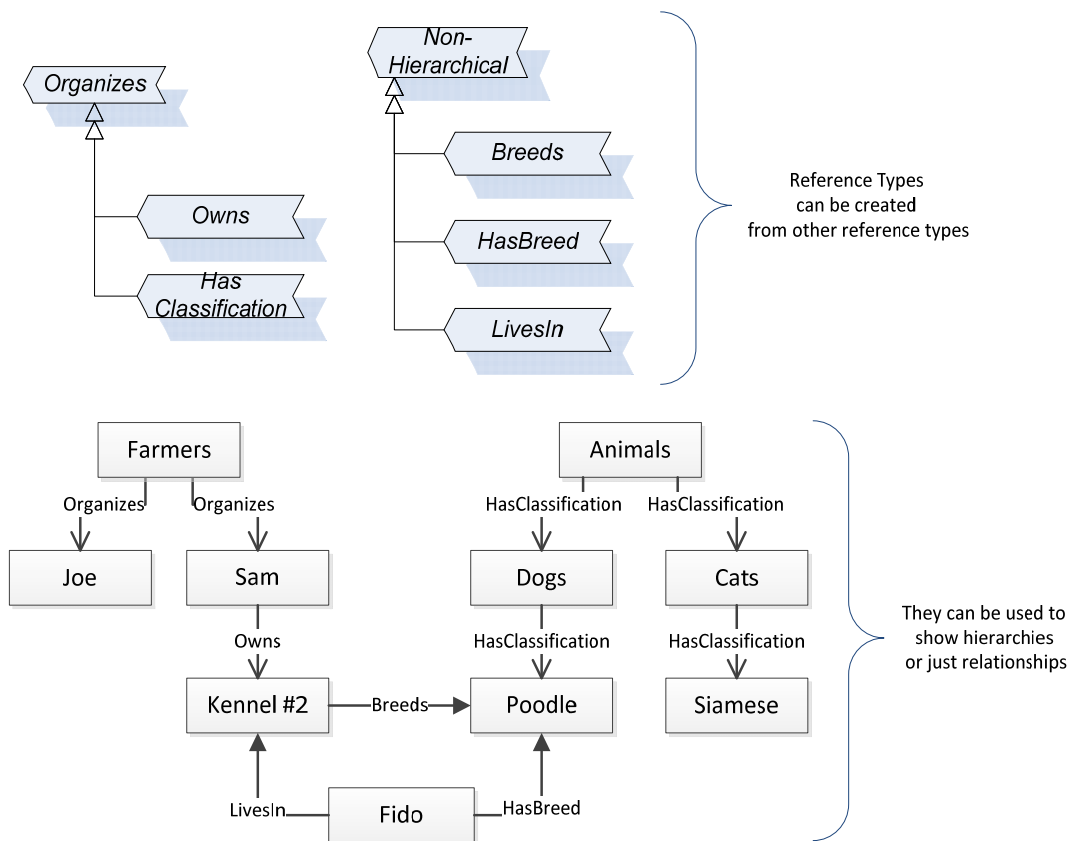 Organizes
Owns
Has
Classification
Non-
Hierarchical
Breeds
HasBreed
LivesIn
Reference Types
can be created
from other reference types
Farmers
Organizes
Organizes
Joe
Sam
Owns
Kennel #2
Breeds
LivesIn
Fido
HasBreed
Animals
HasClassification
HasClassification
Dogs
Cats
HasClassification
HasClassification
Poodle
Siamese
They can be used to
show hierarchies
or just relationships